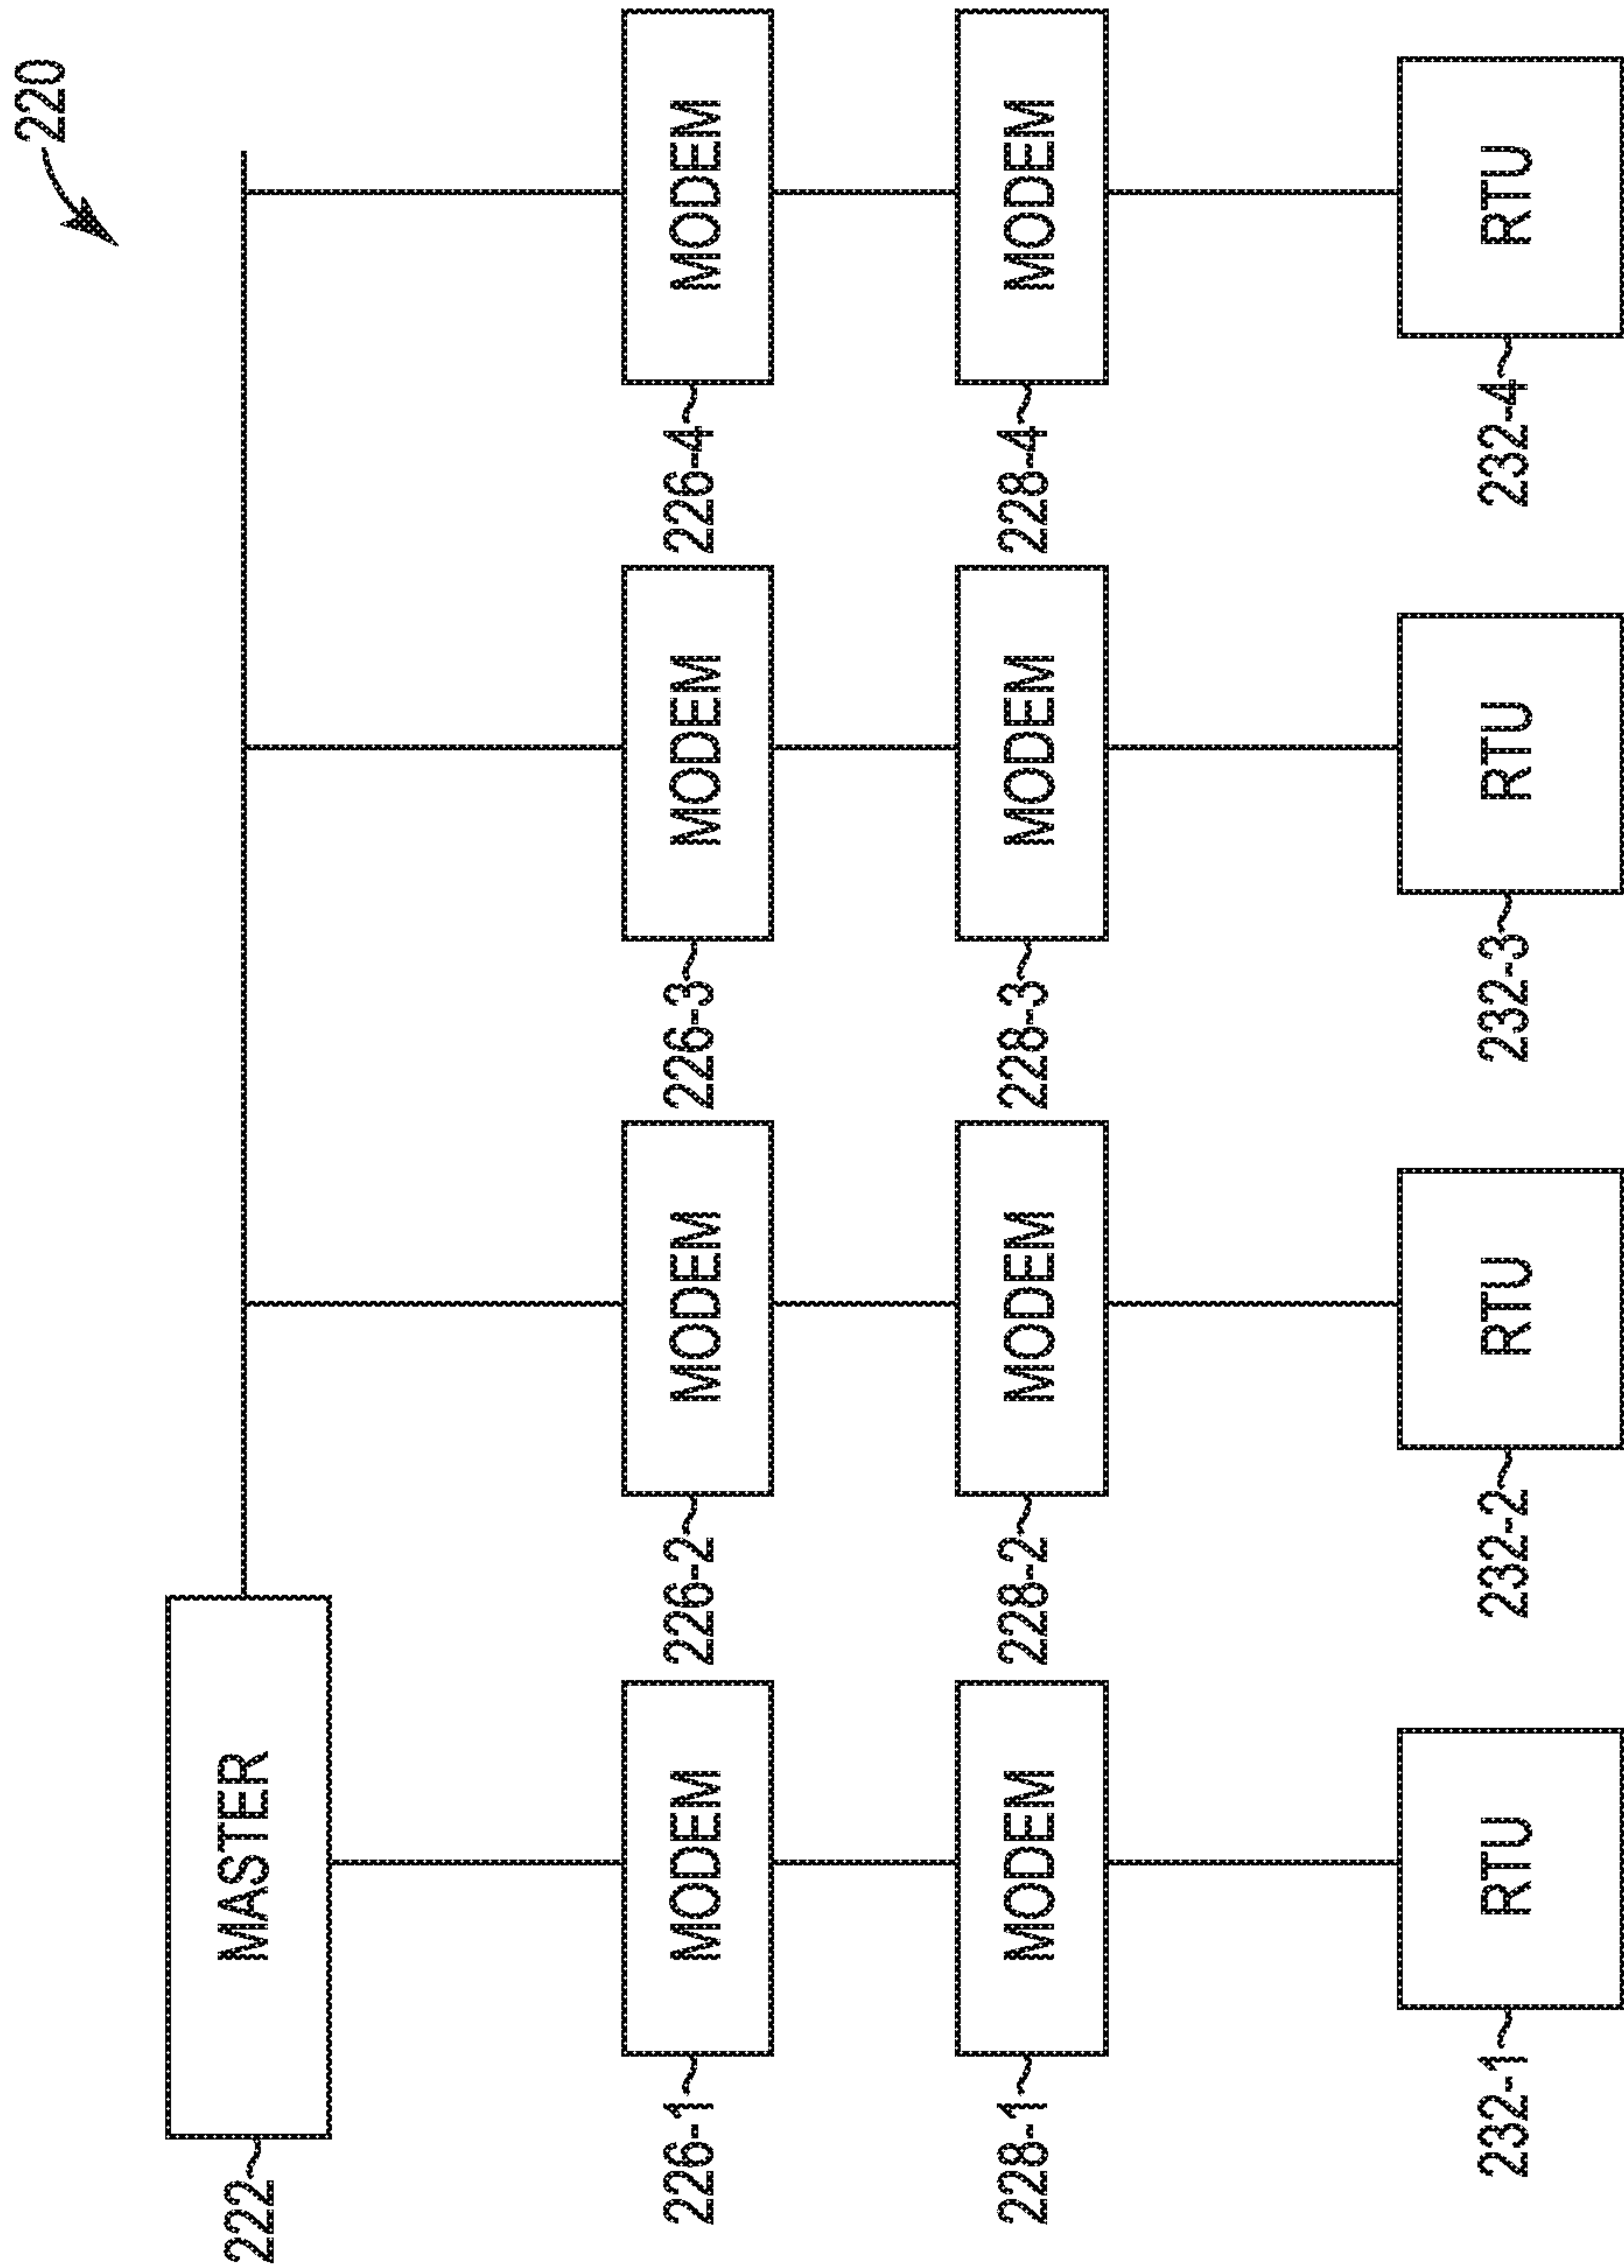 220
222
MASTER
226-1
MODEM
226-2
MODEM
226-3
MODEM
226-4
MODEM
228-1
MODEM
228-2
MODEM
228-3
MODEM
228-4
MODEM
232-1
RTU
232-2
RTU
232-3
RTU
232-4
RTU